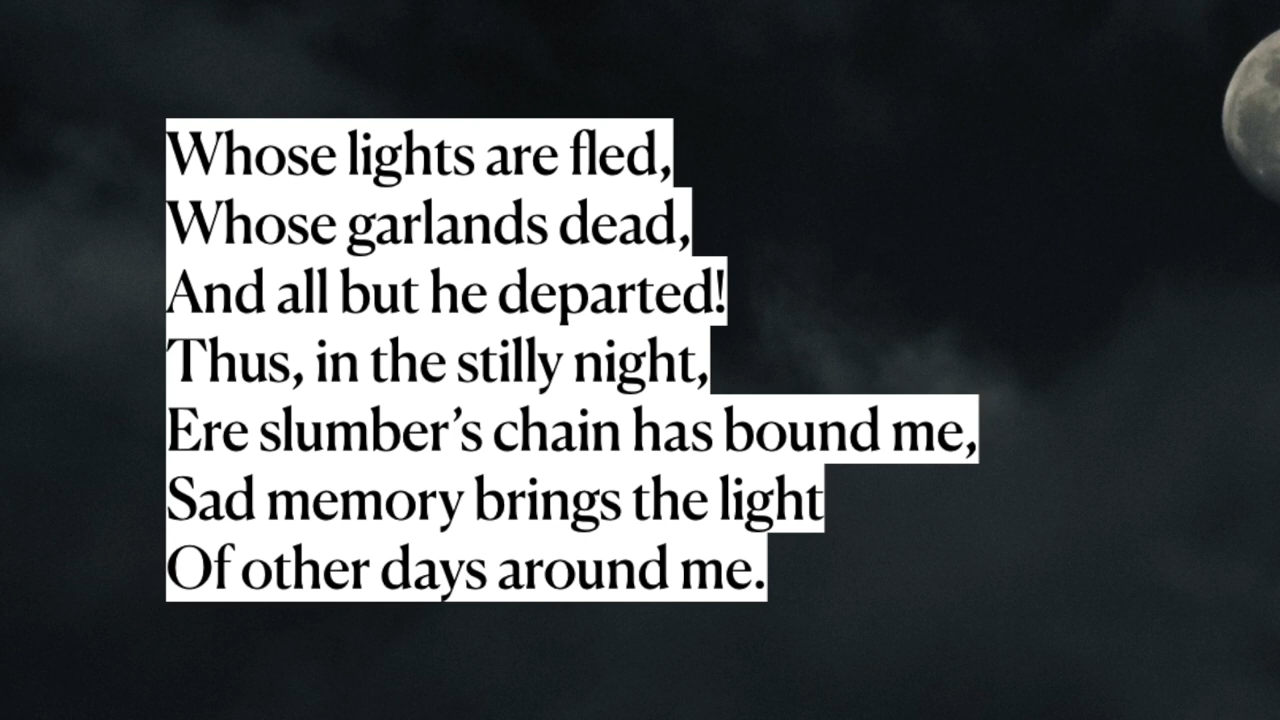 Whose lights are fled,
Whose garlands dead,
And all but he departed!
Thus, in the stilly night,
Ere slumber’s chain has bound me,
Sad memory brings the light
Of other days around me.